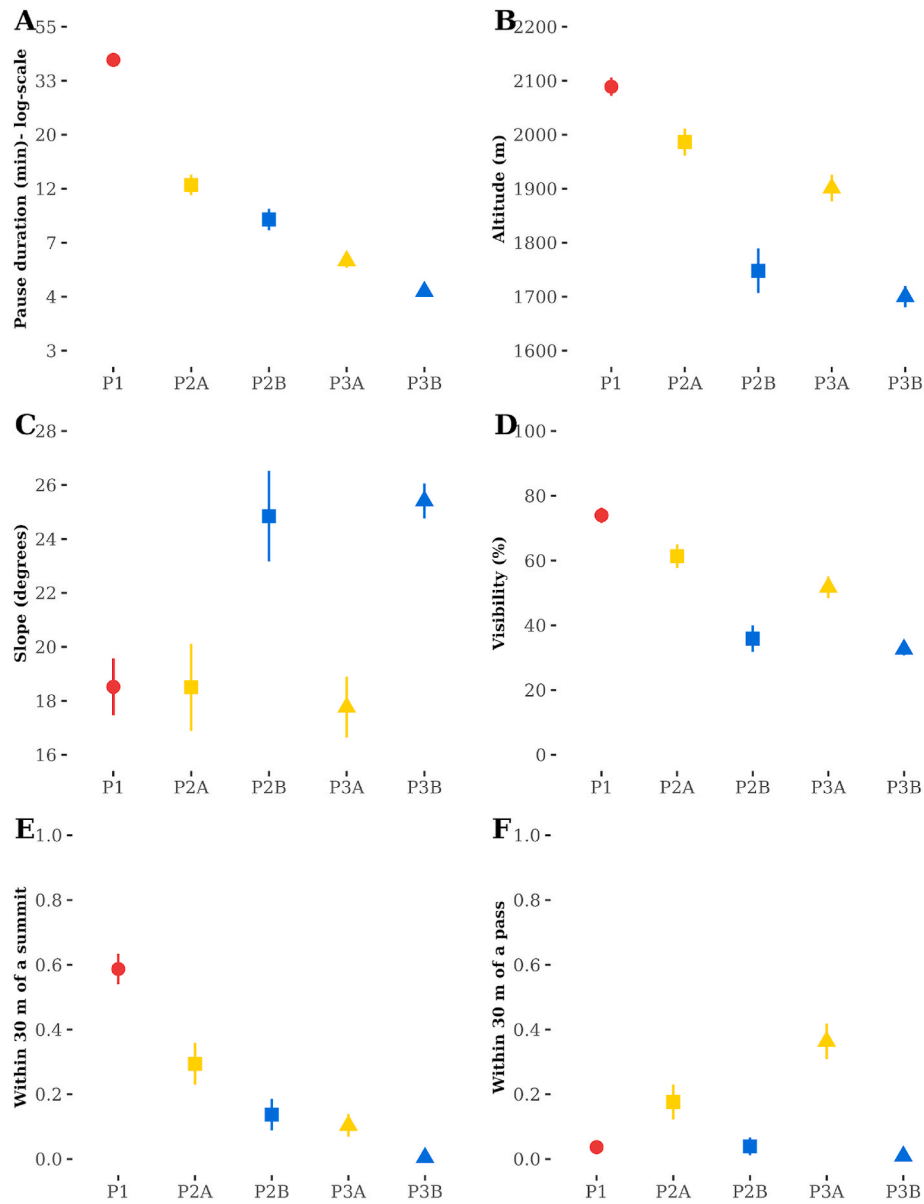 A
Pause duration (min)- log-scale
55
33
20
12
7
4
3
P1 P2A P2B P3A P3B
B
Altitude (m)
2200
2100
2000
1900
1800
1700
1600
P1 P2A P2B P3A P3B
C
Slope (degrees)
28
26
24
22
20
18
16
P1 P2A P2B P3A P3B
D
Visibility (%)
100
80
60
40
20
0
P1 P2A P2B P3A P3B
E
Within 30 m of a summit
1.0
0.8
0.6
0.4
0.2
0.0
P1 P2A P2B P3A P3B
F
Within 30 m of a pass
1.0
0.8
0.6
0.4
0.2
0.0
P1 P2A P2B P3A P3B